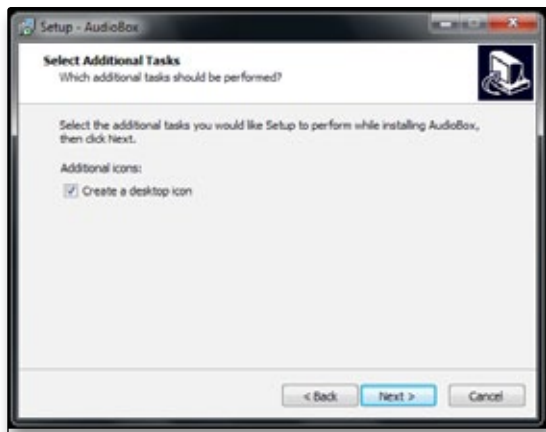 Setup - AudioBox
Select Additional Tasks
Which additional tasks should be performed?
Select the additional tasks you would like Setup to perform while installing AudioBox,
then click Next.
Additional icons:
Create a desktop icon
< Back
Next >
Cancel